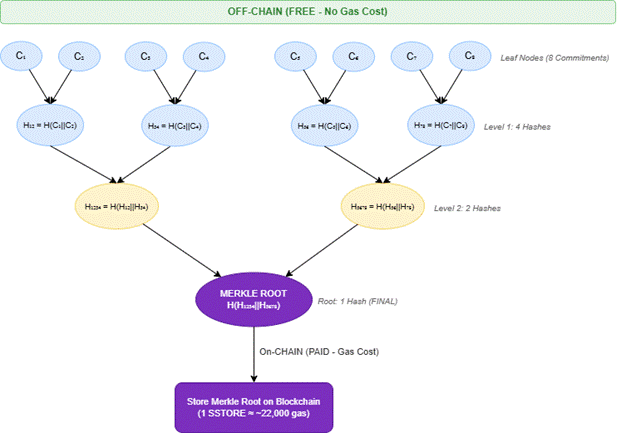 OFF-CHAIN (FREE - No Gas Cost)
C₁ C₂ C₃ C₄ C₅ C₆ C₇ C₈ Leaf Nodes (8 Commitments)
H₁₂ = H(C₁||C₂) H₃₄ = H(C₃||C₄) H₅₆ = H(C₅||C₆) H₇₈ = H(C₇||C₈) Level 1: 4 Hashes
H₁₂₃₄ = H(H₁₂||H₃₄) H₅₆₇₈ = H(H₅₆||H₇₈) Level 2: 2 Hashes
MERKLE ROOT
H(H₁₂₃₄||H₅₆₇₈) Root: 1 Hash (FINAL)
On-CHAIN (PAID - Gas Cost)
Store Merkle Root on Blockchain
(1 SSTORE ≈ ~22,000 gas)